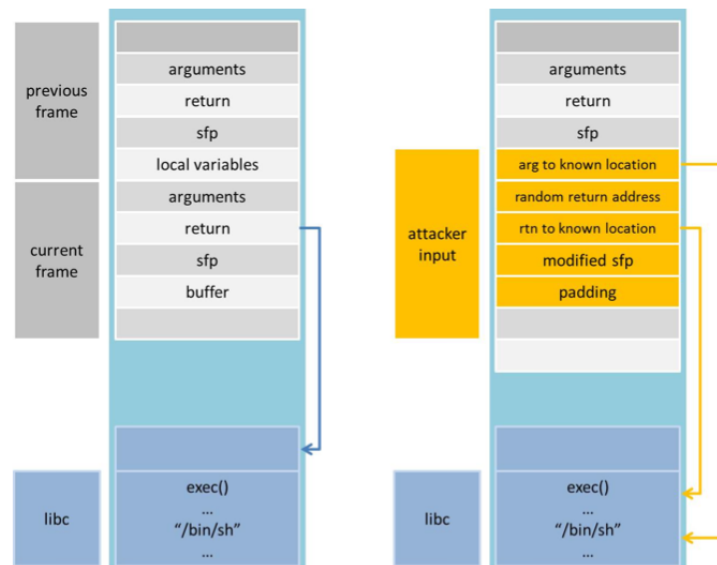 previous
frame
arguments
return
sfp
local variables
current
frame
arguments
return
sfp
buffer
libc
exec()
...
“/bin/sh”
...
arguments
return
sfp
attacker
input
arg to known location
random return address
rtn to known location
modified sfp
padding
libc
exec()
...
“/bin/sh”
...